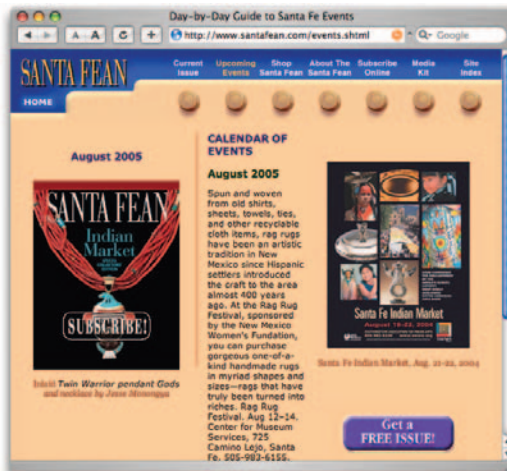 Day-by-Day Guide to Santa Fe Events
A A C + http://www.santafean.com/events.shtml Q Google
SANTA FEAN
Current Issue
Upcoming Events
Shop Santa Fean
About The Santa Fean
Subscribe Online
Media Kit
Site Index
HOME
August 2005
SANTA FEAN
Indian
Market
SUBSCRIBE!
Twin Warrior pendant Gods
and necklace by Jesse Monongya
CALENDAR OF
EVENTS
August 2005
Spun and woven
from old shirts,
sheets, towels, ties,
and other recyclable
cloth items, rag rugs
have been an artistic
tradition in New
Mexico since Hispanic
settlers introduced
the craft to the area
almost 400 years
ago. At the Rag Rug
Festival, sponsored
by the New Mexico
Women's Fundation,
you can purchase
gorgeous one-of-a-
kind handmade rugs
in myriad shapes and
sizes—rags that have
truly been turned into
riches. Rag Rug
Festival. Aug 12–14.
Center for Museum
Services, 725
Camino Lejo, Santa
Fe. 505-983-6155.
Santa Fe Indian Market
August 16-22, 2004
Santa Fe Indian Market, Aug. 21-22, 2004
Get a
FREE ISSUE!